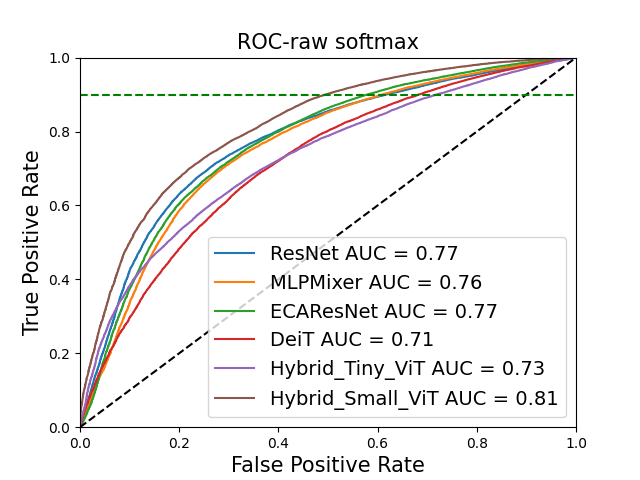 ROC-raw softmax
True Positive Rate
1.0
0.8
0.6
0.4
0.2
0.0
ResNet AUC = 0.77
MLPMixer AUC = 0.76
ECAResNet AUC = 0.77
DeiT AUC = 0.71
Hybrid_Tiny_ViT AUC = 0.73
Hybrid_Small_ViT AUC = 0.81
0.0 0.2 0.4 0.6 0.8 1.0
False Positive Rate